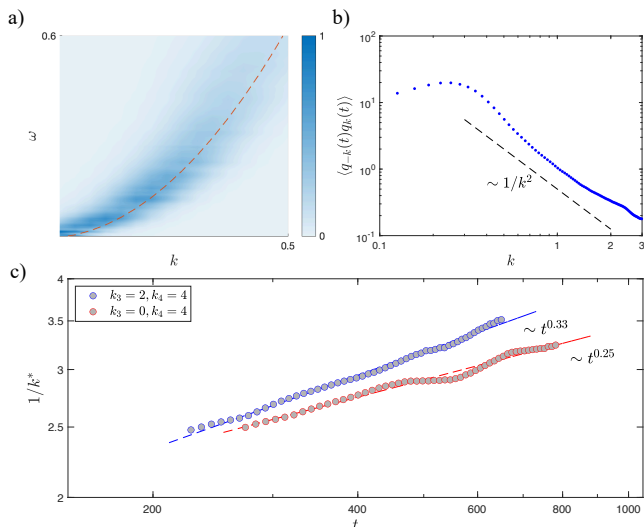 a)
0.6
ω
k
0.5
1
0
b)
⟨q₋ₖ(t)qₖ(t)⟩
10²
10¹
10⁰
10⁻¹
∼ 1/k²
0.1
1
2
3
k
c)
k₃ = 2, k₄ = 4
k₃ = 0, k₄ = 4
1/k*
4
3.5
3
2.5
2
∼ t^0.33
∼ t^0.25
200
400
600
800
1000
t